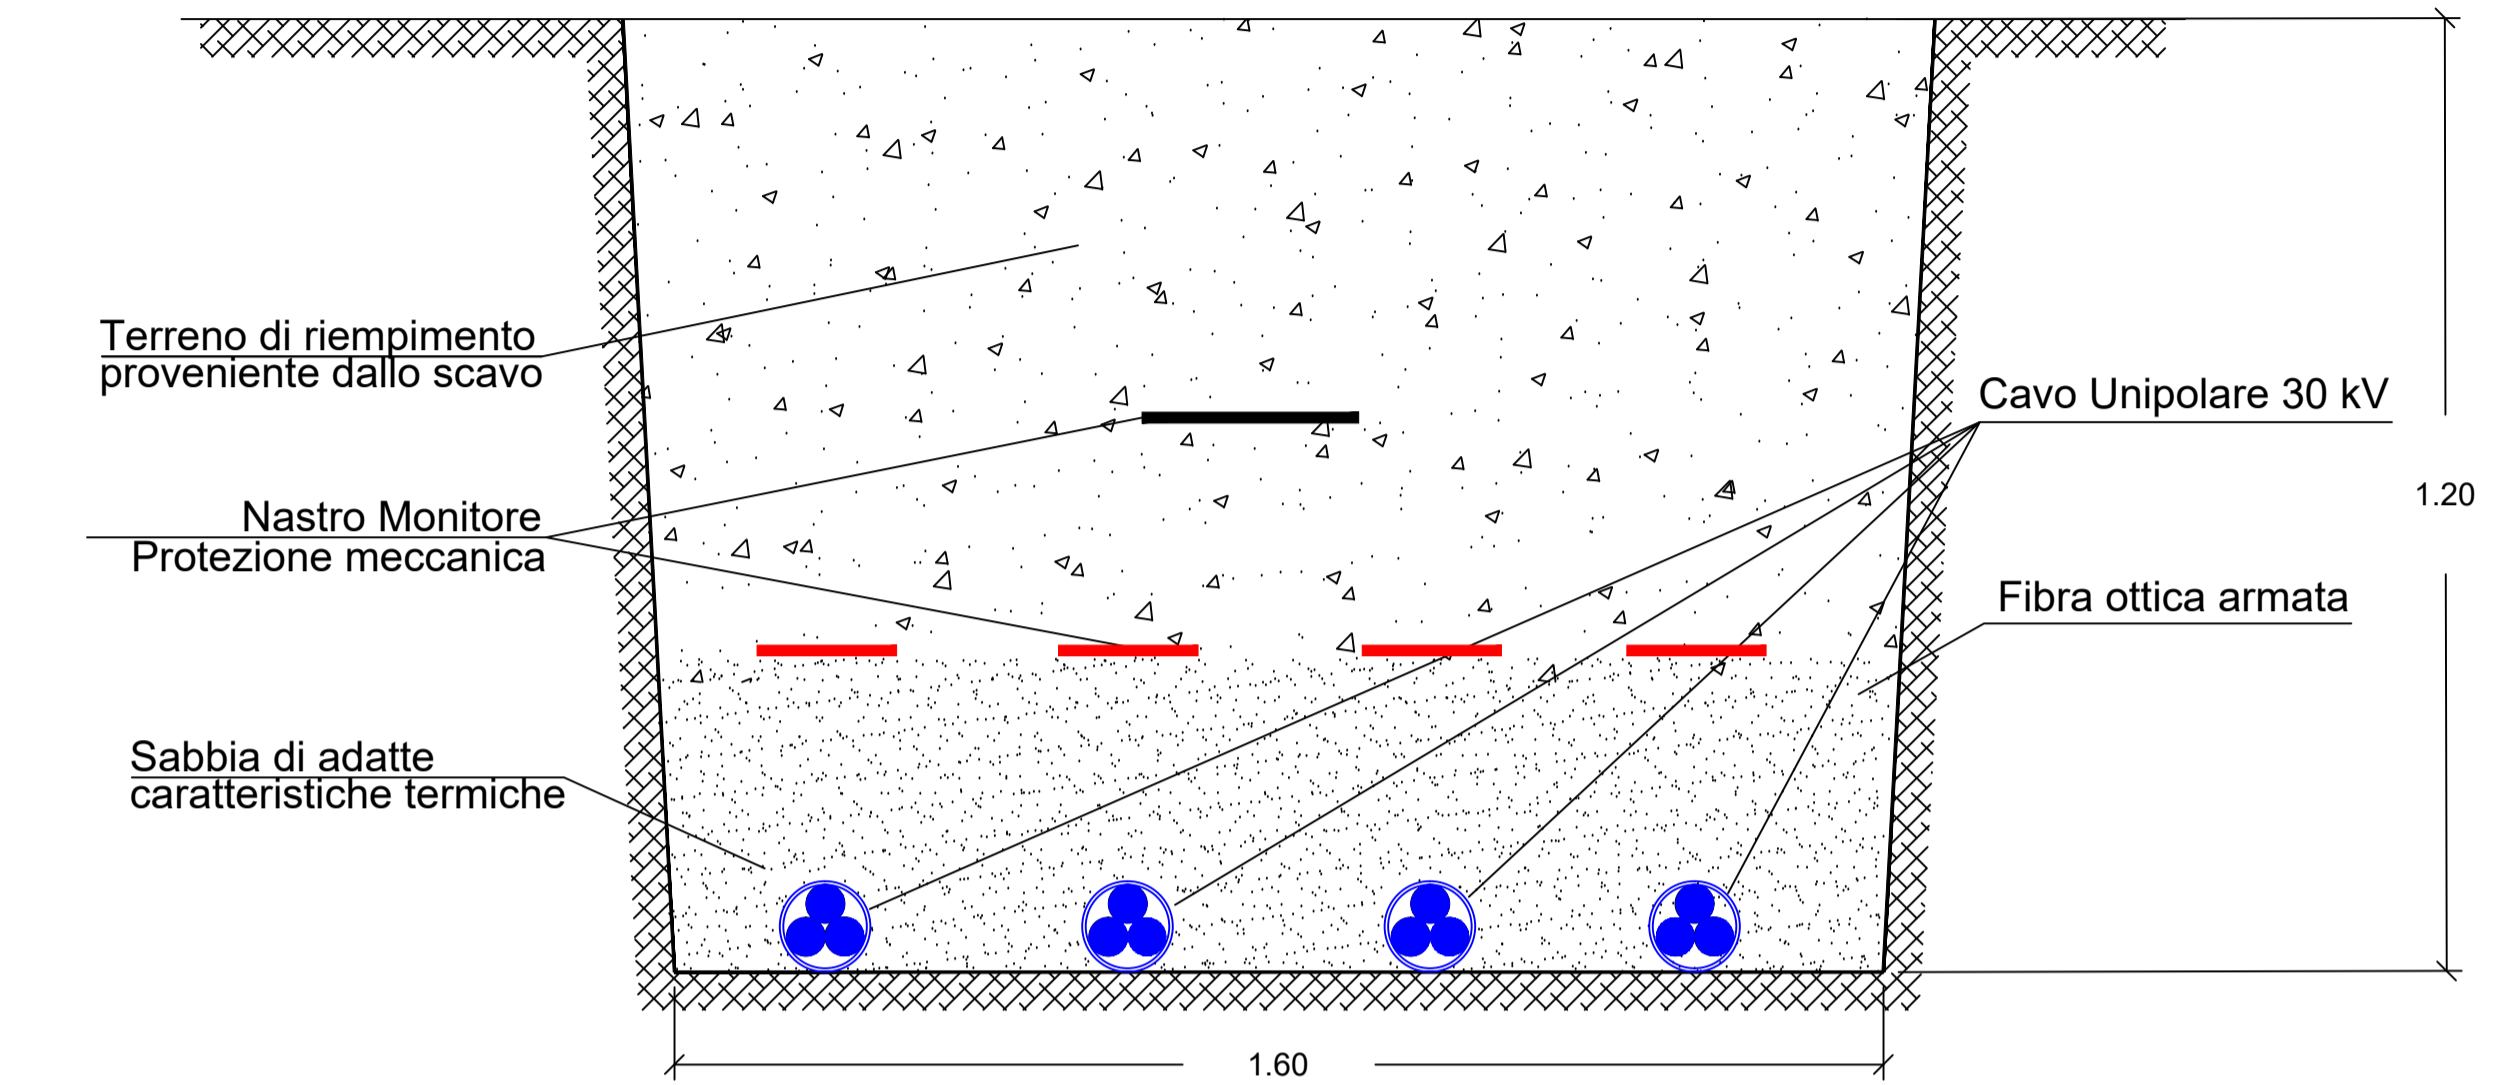 Terreno di riempimento
proveniente dallo scavo
Nastro Monitore
Protezione meccanica
Sabbia di adatte
caratteristiche termiche
Cavo Unipolare 30 kV
Fibra ottica armata
1.20
1.60